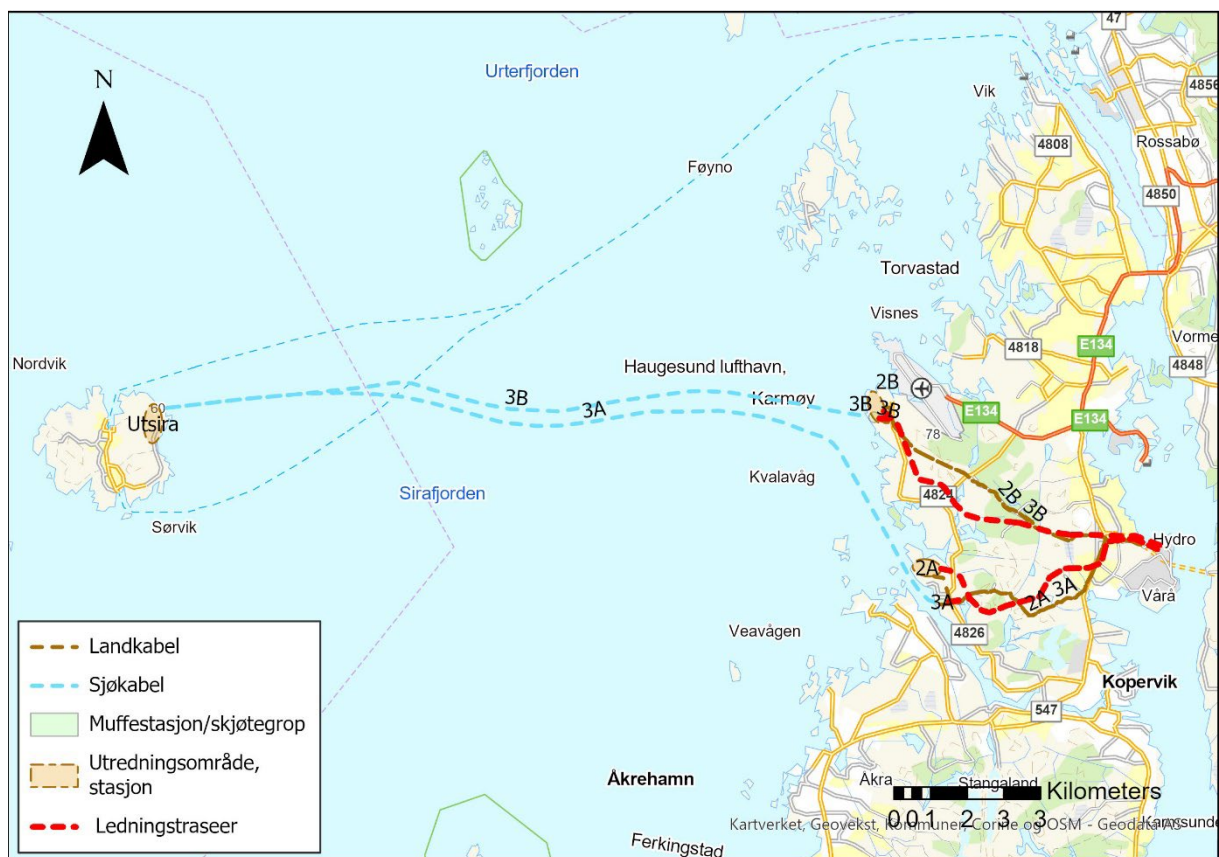 47
Urterfjorden
N
4856
Vik
4808
Rossabø
Føyno
4850
Torvastad
Visnes
Vorme
4818
E134
4848
Nordvik
Haugesund lufthavn,
Karmøy
2B
3B
3A
3B
3B
E134
E134
60
Utsira
78
Kvalavåg
Sirafjorden
4824
2B
3B
Sørvik
Hydro
2A
3A
2A
3A
Vårå
Veavågen
4826
Kopervik
547
Landkabel
Sjøkabel
Muffestasjon/skjøtegrop
Utredningsområde,
stasjon
Ledningstraseer
Åkrehamn
Åkra
Stangaland
Kilometers
0
0
1
2
3
3
Kartverket, Geovekst, Kommuner, Corine og OSM - Geodata AS
Ferkingstad